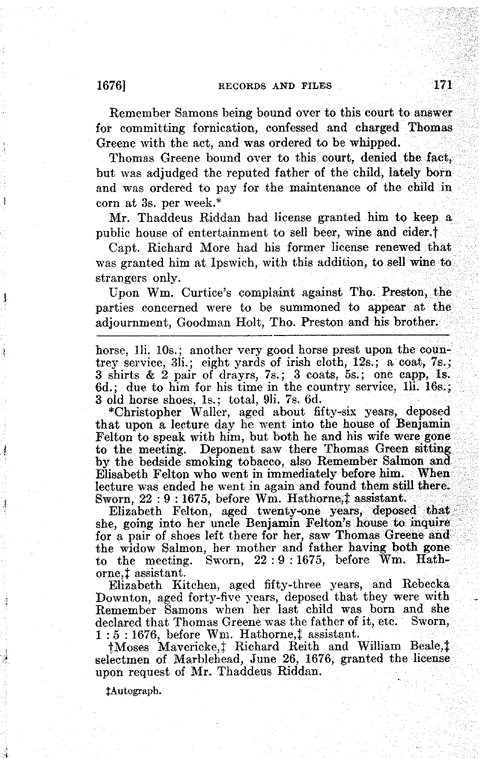 1676] RECORDS AND FILES 171
Remember Samons being bound over to this court to answer
for committing fornication, confessed and charged Thomas
Greene with the act, and was ordered to be whipped.
Thomas Greene bound over to this court, denied the fact,
but was adjudged the reputed father of the child, lately born
and was ordered to pay for the maintenance of the child in
corn at 3s. per week.*
Mr. Thaddeus Riddan had license granted him to keep a
public house of entertainment to sell beer, wine and cider.†
Capt. Richard More had his former license renewed that
was granted him at Ipswich, with this addition, to sell wine to
strangers only.
Upon Wm. Curtice's complaint against Tho. Preston, the
parties concerned were to be summoned to appear at the
adjournment, Goodman Holt, Tho. Preston and his brother.
horse, 1li. 10s.; another very good horse prest upon the coun-
trey service, 3li.; eight yards of irish cloth, 12s.; a coat, 7s.;
3 shirts & 2 pair of drayrs, 7s.; 3 coats, 5s.; one capp, 1s.
6d.; due to him for his time in the country service, 1li. 16s.;
3 old horse shoes, 1s.; total, 9li. 7s. 6d.
*Christopher Waller, aged about fifty-six years, deposed
that upon a lecture day he went into the house of Benjamin
Felton to speak with him, but both he and his wife were gone
to the meeting. Deponent saw there Thomas Green sitting
by the bedside smoking tobacco, also Remember Salmon and
Elisabeth Felton who went in immediately before him. When
lecture was ended he went in again and found them still there.
Sworn, 22 : 9 : 1675, before Wm. Hathorne,‡ assistant.
Elizabeth Felton, aged twenty-one years, deposed that
she, going into her uncle Benjamin Felton's house to inquire
for a pair of shoes left there for her, saw Thomas Greene and
the widow Salmon, her mother and father having both gone
to the meeting. Sworn, 22 : 9 : 1675, before Wm. Hath-
orne,‡ assistant.
Elizabeth Kitchen, aged fifty-three years, and Rebecka
Downton, aged forty-five years, deposed that they were with
Remember Samons when her last child was born and she
declared that Thomas Greene was the father of it, etc. Sworn,
1 : 5 : 1676, before Wm. Hathorne,‡ assistant.
†Moses Mavericke,‡ Richard Reith and William Beale,‡
selectmen of Marblehead, June 26, 1676, granted the license
upon request of Mr. Thaddeus Riddan.
‡Autograph.